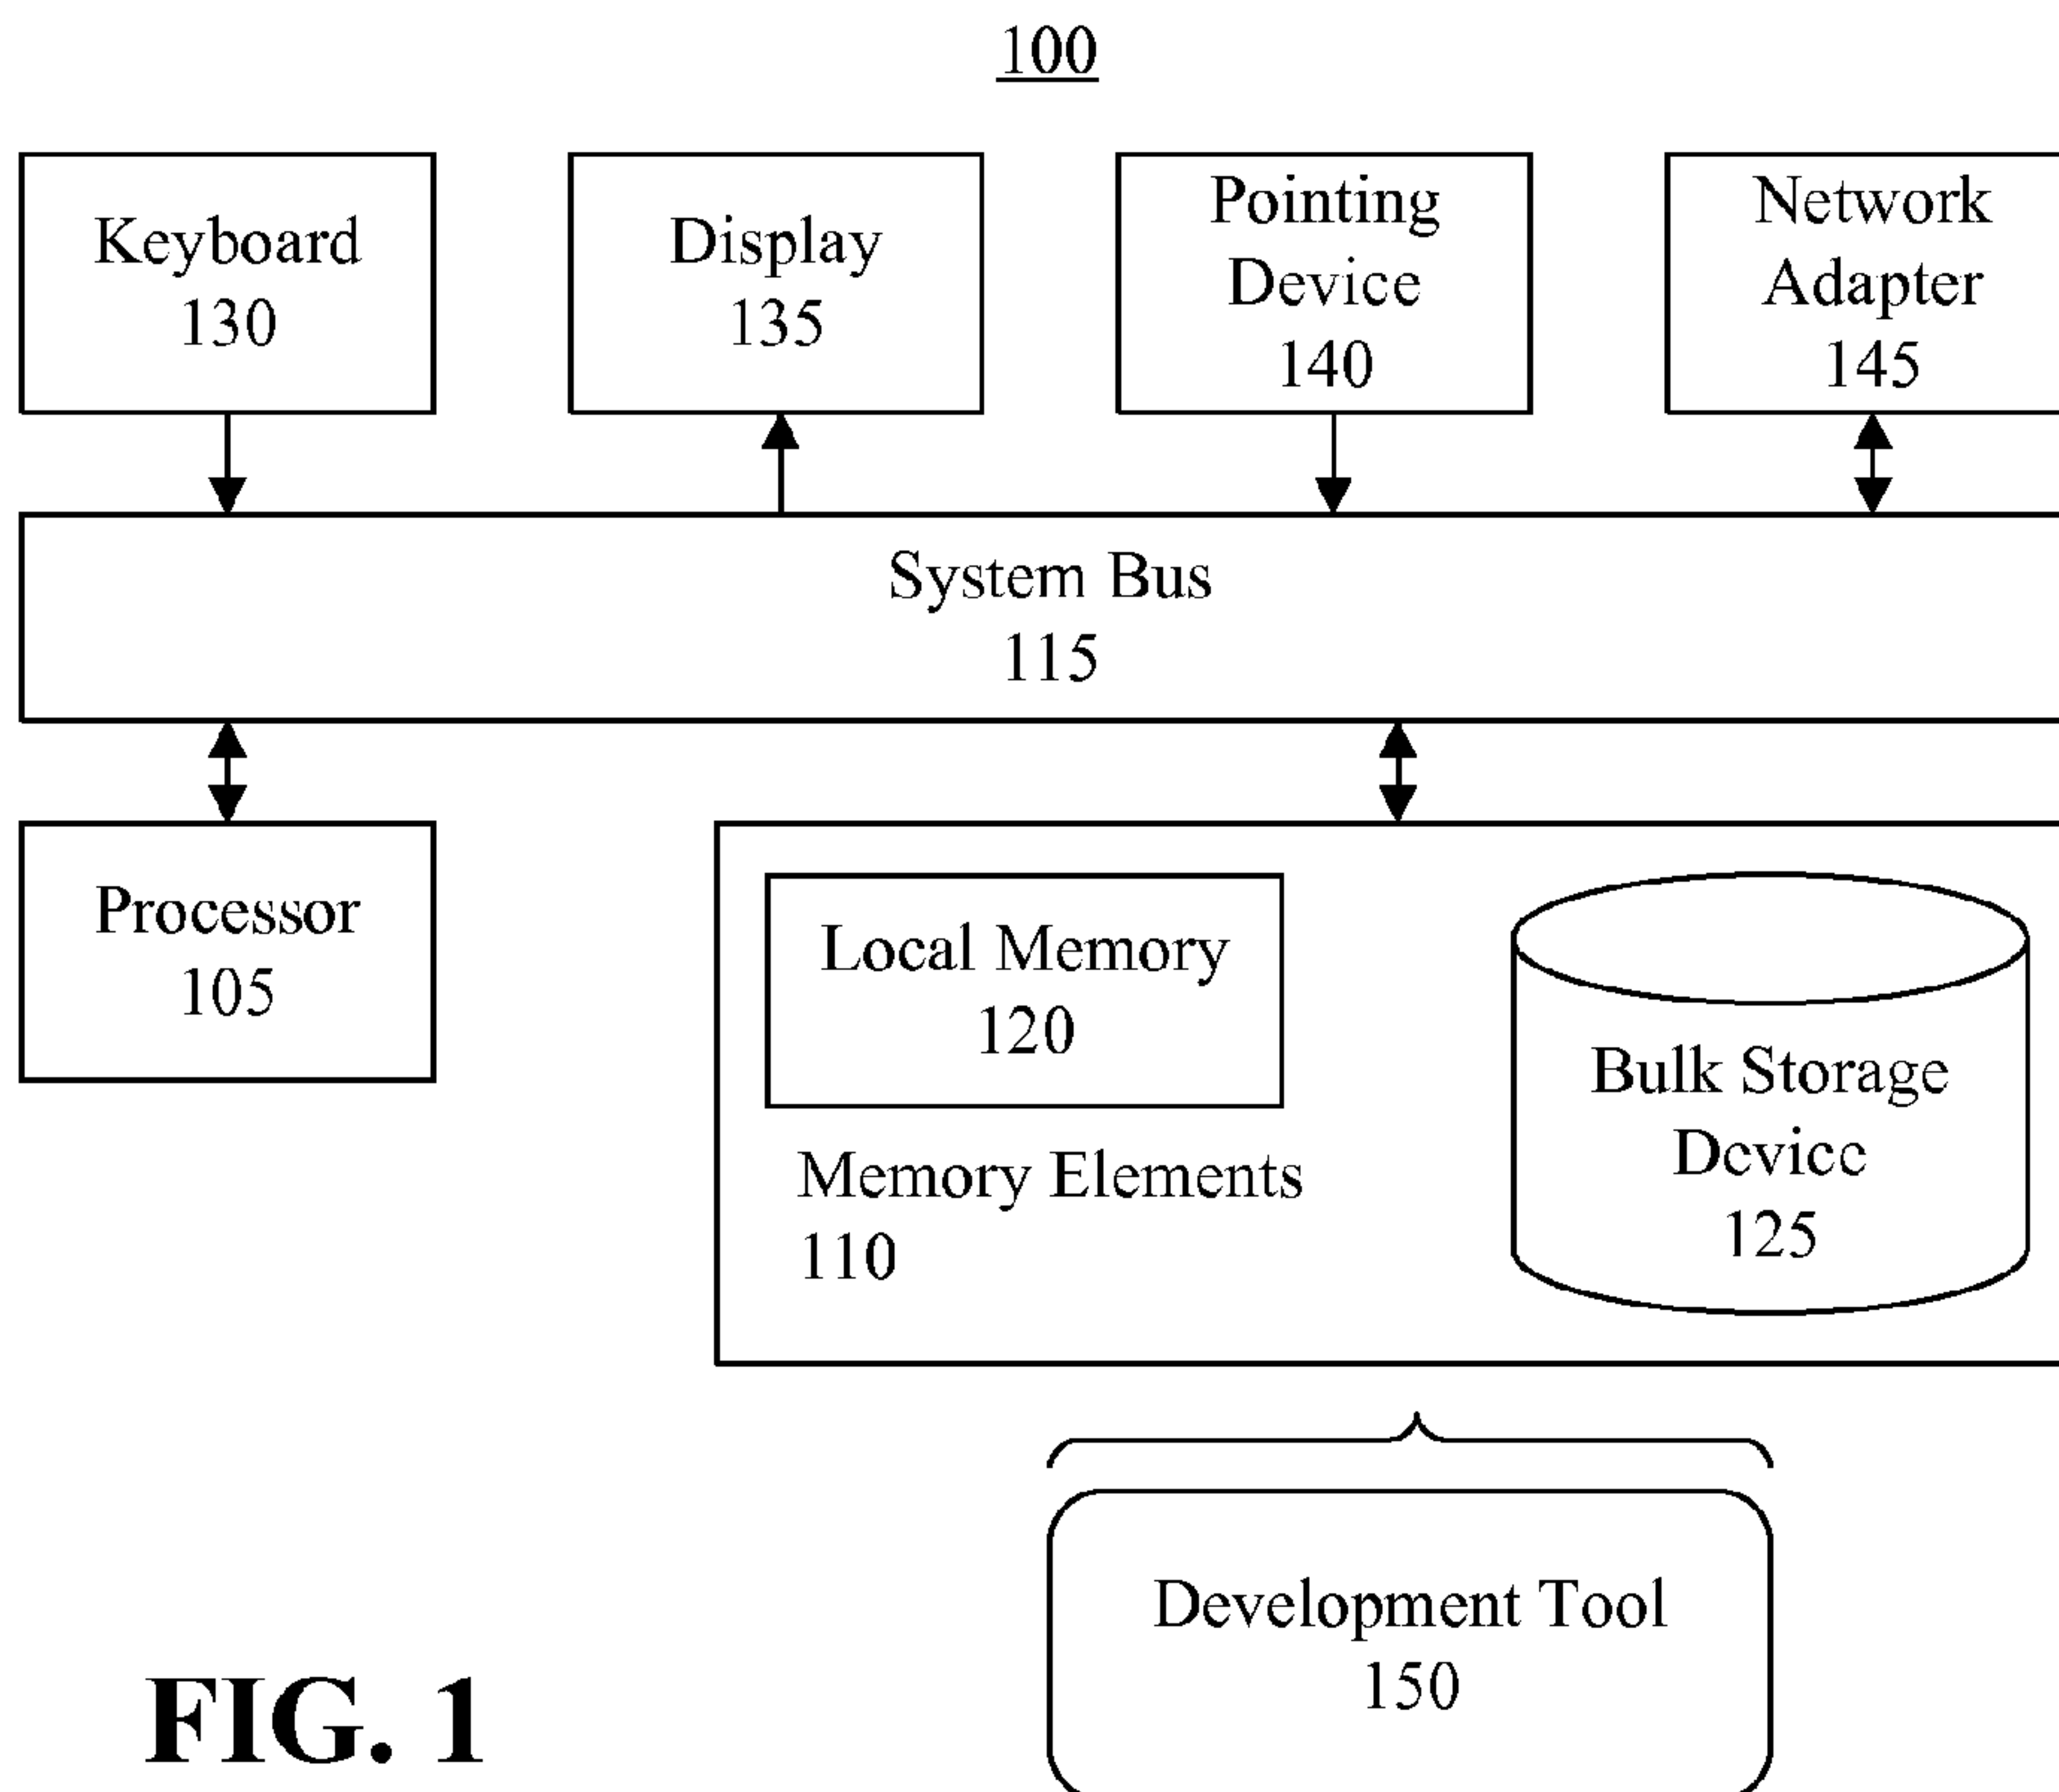 100
Keyboard
130
Display
135
Pointing
Device
140
Network
Adapter
145
System Bus
115
Processor
105
Local Memory
120
Memory Elements
110
Bulk Storage
Device
125
Development Tool
150
FIG. 1